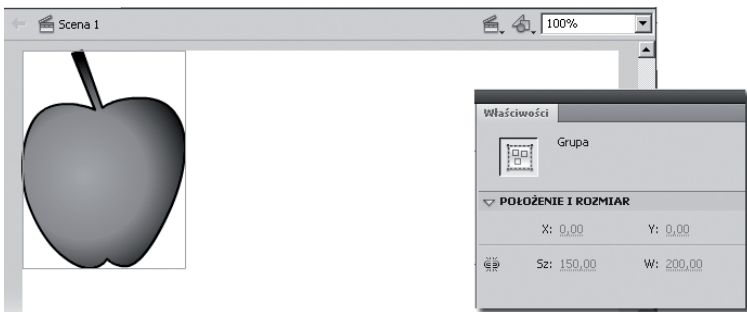 Scena 1
100%
Właściwości
Grupa
POŁOŻENIE I ROZMIAR
X: 0,00 Y: 0,00
Sz: 150,00 W: 200,00